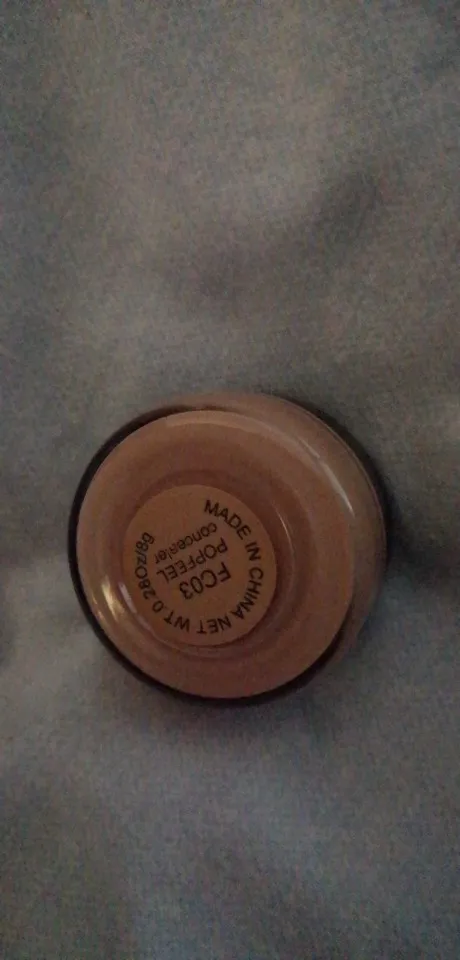 MADE IN CHINA NET WT.0.28Oz/8g
concealer
POPFEEL
FC03